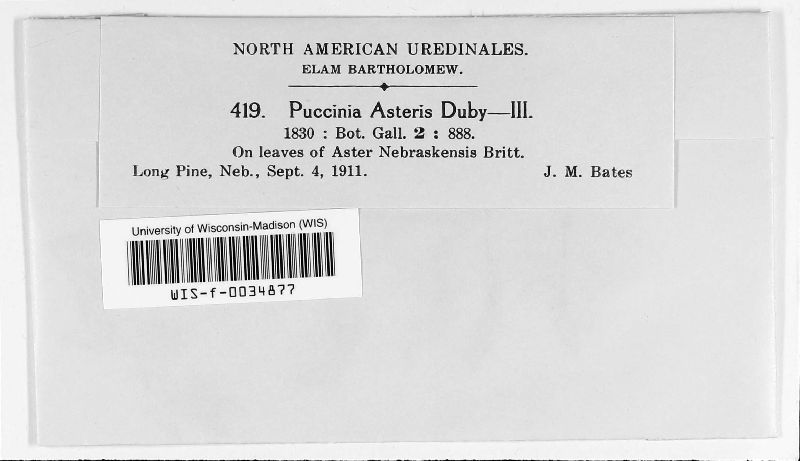 NORTH AMERICAN UREDINALES.
ELAM BARTHOLOMEW.
419. Puccinia Asteris Duby—III.
1830 : Bot. Gall. 2 : 888.
On leaves of Aster Nebraskensis Britt.
Long Pine, Neb., Sept. 4, 1911. J. M. Bates
University of Wisconsin-Madison (WIS)
WIS-f-0034877